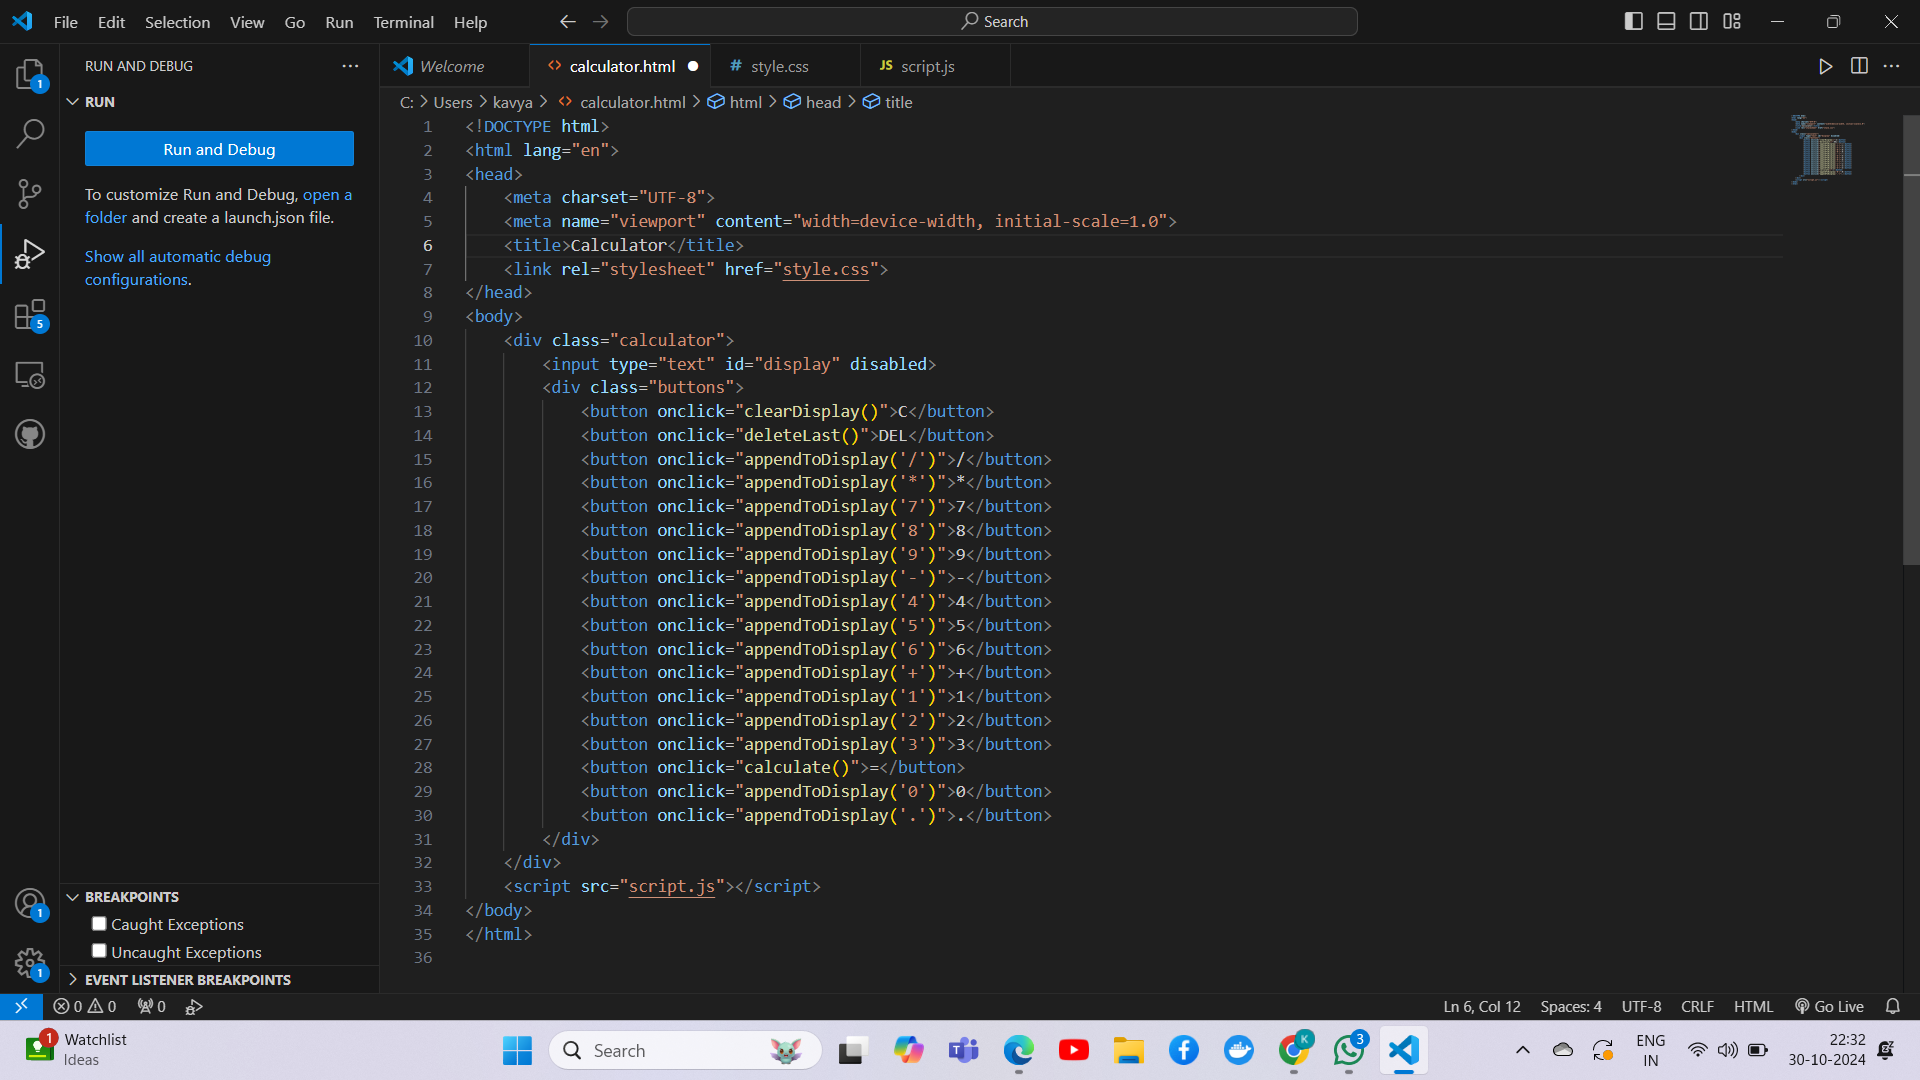 File Edit Selection View Go Run Terminal Help
Search
RUN AND DEBUG
RUN
Run and Debug
To customize Run and Debug, open a
folder and create a launch.json file.
Show all automatic debug
configurations.
BREAKPOINTS
Caught Exceptions
Uncaught Exceptions
EVENT LISTENER BREAKPOINTS
1
5
1
1
Welcome <> calculator.html # style.css JS script.js
C: > Users > kavya > <> calculator.html > html > head > title
1 <!DOCTYPE html>
2 <html lang="en">
3 <head>
4 <meta charset="UTF-8">
5 <meta name="viewport" content="width=device-width, initial-scale=1.0">
6 <title>Calculator</title>
7 <link rel="stylesheet" href="style.css">
8 </head>
9 <body>
10 <div class="calculator">
11 <input type="text" id="display" disabled>
12 <div class="buttons">
13 <button onclick="clearDisplay()">C</button>
14 <button onclick="deleteLast()">DEL</button>
15 <button onclick="appendToDisplay('/')">/</button>
16 <button onclick="appendToDisplay('*')">*</button>
17 <button onclick="appendToDisplay('7')">7</button>
18 <button onclick="appendToDisplay('8')">8</button>
19 <button onclick="appendToDisplay('9')">9</button>
20 <button onclick="appendToDisplay('-')">-</button>
21 <button onclick="appendToDisplay('4')">4</button>
22 <button onclick="appendToDisplay('5')">5</button>
23 <button onclick="appendToDisplay('6')">6</button>
24 <button onclick="appendToDisplay('+')">+</button>
25 <button onclick="appendToDisplay('1')">1</button>
26 <button onclick="appendToDisplay('2')">2</button>
27 <button onclick="appendToDisplay('3')">3</button>
28 <button onclick="calculate()">=</button>
29 <button onclick="appendToDisplay('0')">0</button>
30 <button onclick="appendToDisplay('.')">.</button>
31 </div>
32 </div>
33 <script src="script.js"></script>
34 </body>
35 </html>
36
0 0 0
Ln 6, Col 12 Spaces: 4 UTF-8 CRLF HTML Go Live
1 Watchlist
Ideas
Search
K
3
ENG
IN
22:32
30-10-2024